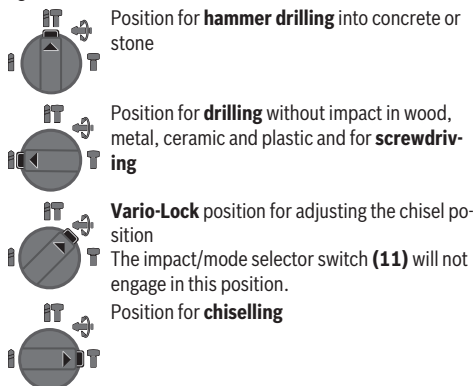 Position for hammer drilling into concrete or
stone
Position for drilling without impact in wood,
metal, ceramic and plastic and for screwdriv-
ing
Vario-Lock position for adjusting the chisel po-
sition
The impact/mode selector switch (11) will not
engage in this position.
Position for chiselling